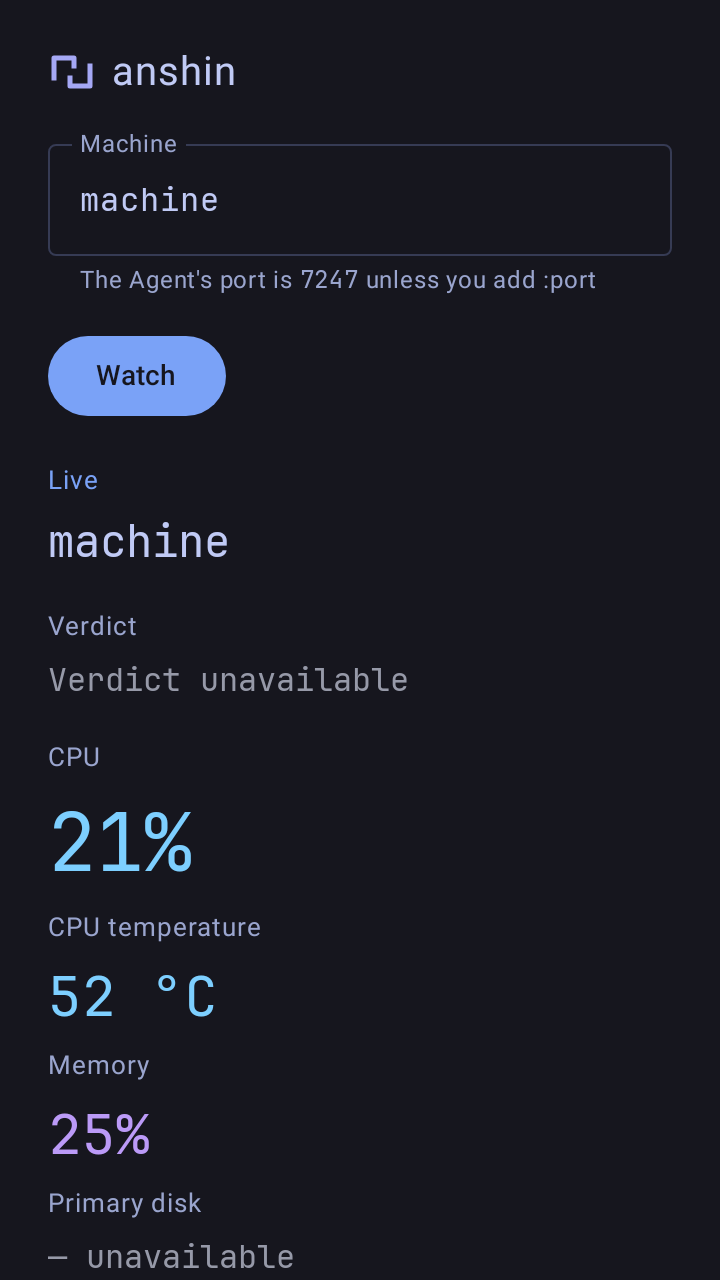 anshin
Machine
machine
The Agent's port is 7247 unless you add :port
Watch
Live
machine
Verdict
Verdict unavailable
CPU
21%
CPU temperature
52 °C
Memory
25%
Primary disk
— unavailable